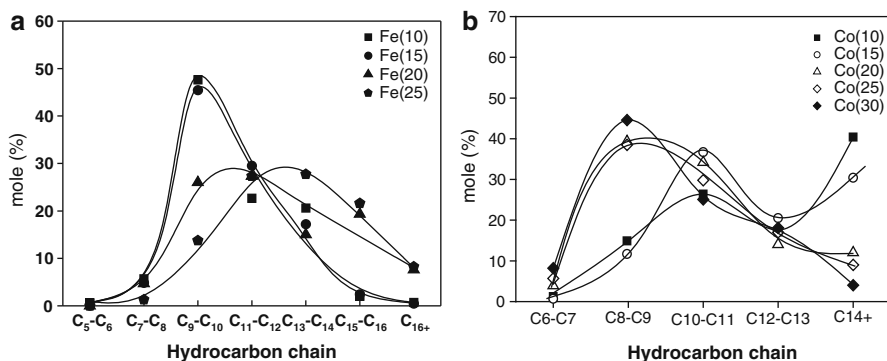 a
60
50
40
30
20
10
0
mole (%)
Fe(10)
Fe(15)
Fe(20)
Fe(25)
C₅-C₆
C₇-C₈
C₉-C₁₀
C₁₁-C₁₂
C₁₃-C₁₄
C₁₅-C₁₆
C₁₆₊
Hydrocarbon chain
b
70
60
50
40
30
20
10
0
mole (%)
Co(10)
Co(15)
Co(20)
Co(25)
Co(30)
C6-C7
C8-C9
C10-C11
C12-C13
C14+
Hydrocarbon chain